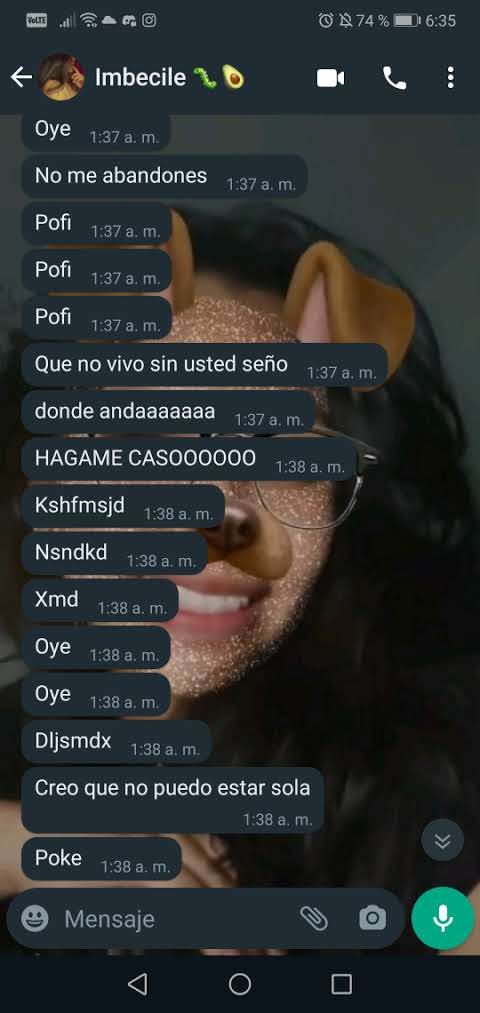 VoLTE 74 % 6:35
Imbecile 🐛🥑
Oye 1:37 a. m.
No me abandones 1:37 a. m.
Pofi 1:37 a. m.
Pofi 1:37 a. m.
Pofi 1:37 a. m.
Que no vivo sin usted seño 1:37 a. m.
donde andaaaaaaa 1:37 a. m.
HAGAME CASOOOOOO 1:38 a. m.
Kshfmsjd 1:38 a. m.
Nsndkd 1:38 a. m.
Xmd 1:38 a. m.
Oye 1:38 a. m.
Oye 1:38 a. m.
Dljsmdx 1:38 a. m.
Creo que no puedo estar sola
1:38 a. m.
Poke 1:38 a. m.
Mensaje